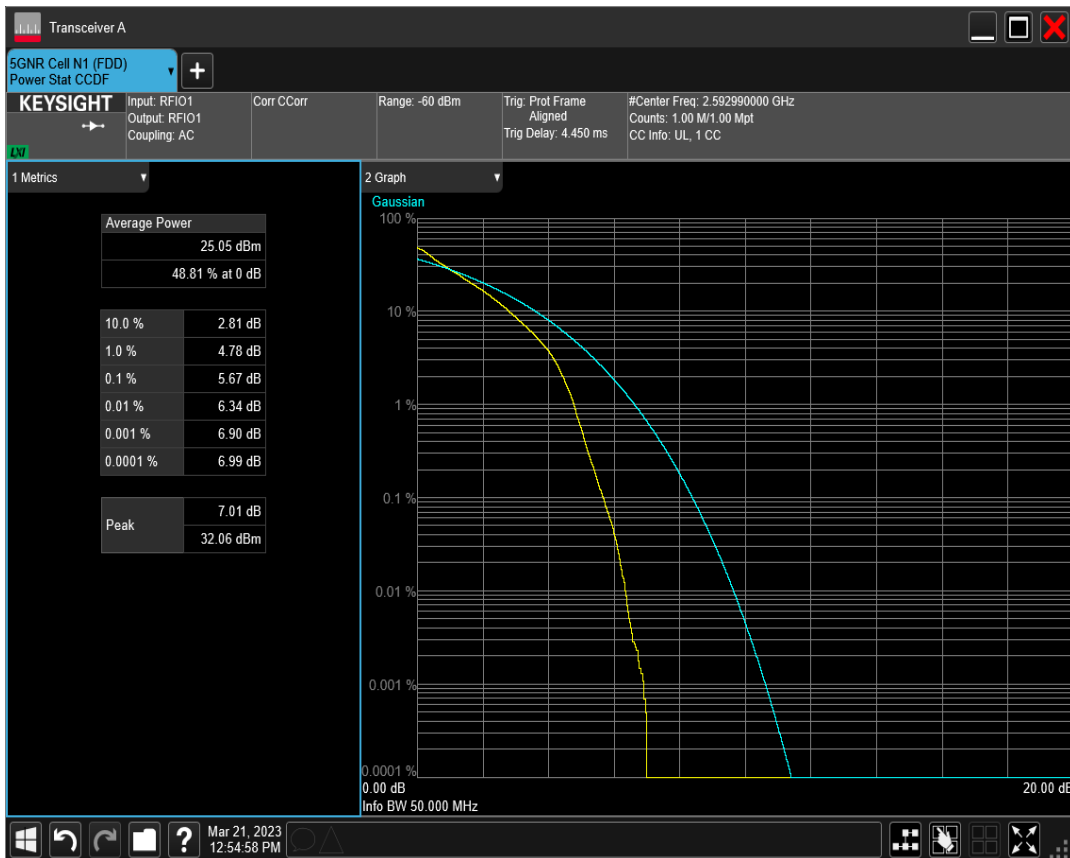 Transceiver A
5GNR Cell N1 (FDD)
Power Stat CCDF
KEYSIGHT
LXI
Input: RFIO1
Output: RFIO1
Coupling: AC
Corr CCorr
Range: -60 dBm
Trig: Prot Frame
Aligned
Trig Delay: 4.450 ms
#Center Freq: 2.592990000 GHz
Counts: 1.00 M/1.00 Mpt
CC Info: UL, 1 CC
1 Metrics
Average Power
25.05 dBm
48.81 % at 0 dB
10.0 % 2.81 dB
1.0 % 4.78 dB
0.1 % 5.67 dB
0.01 % 6.34 dB
0.001 % 6.90 dB
0.0001 % 6.99 dB
Peak 7.01 dB
32.06 dBm
2 Graph
Gaussian
100 %
10 %
1 %
0.1 %
0.01 %
0.001 %
0.0001 %
0.00 dB 20.00 dB
Info BW 50.000 MHz
Mar 21, 2023
12:54:58 PM